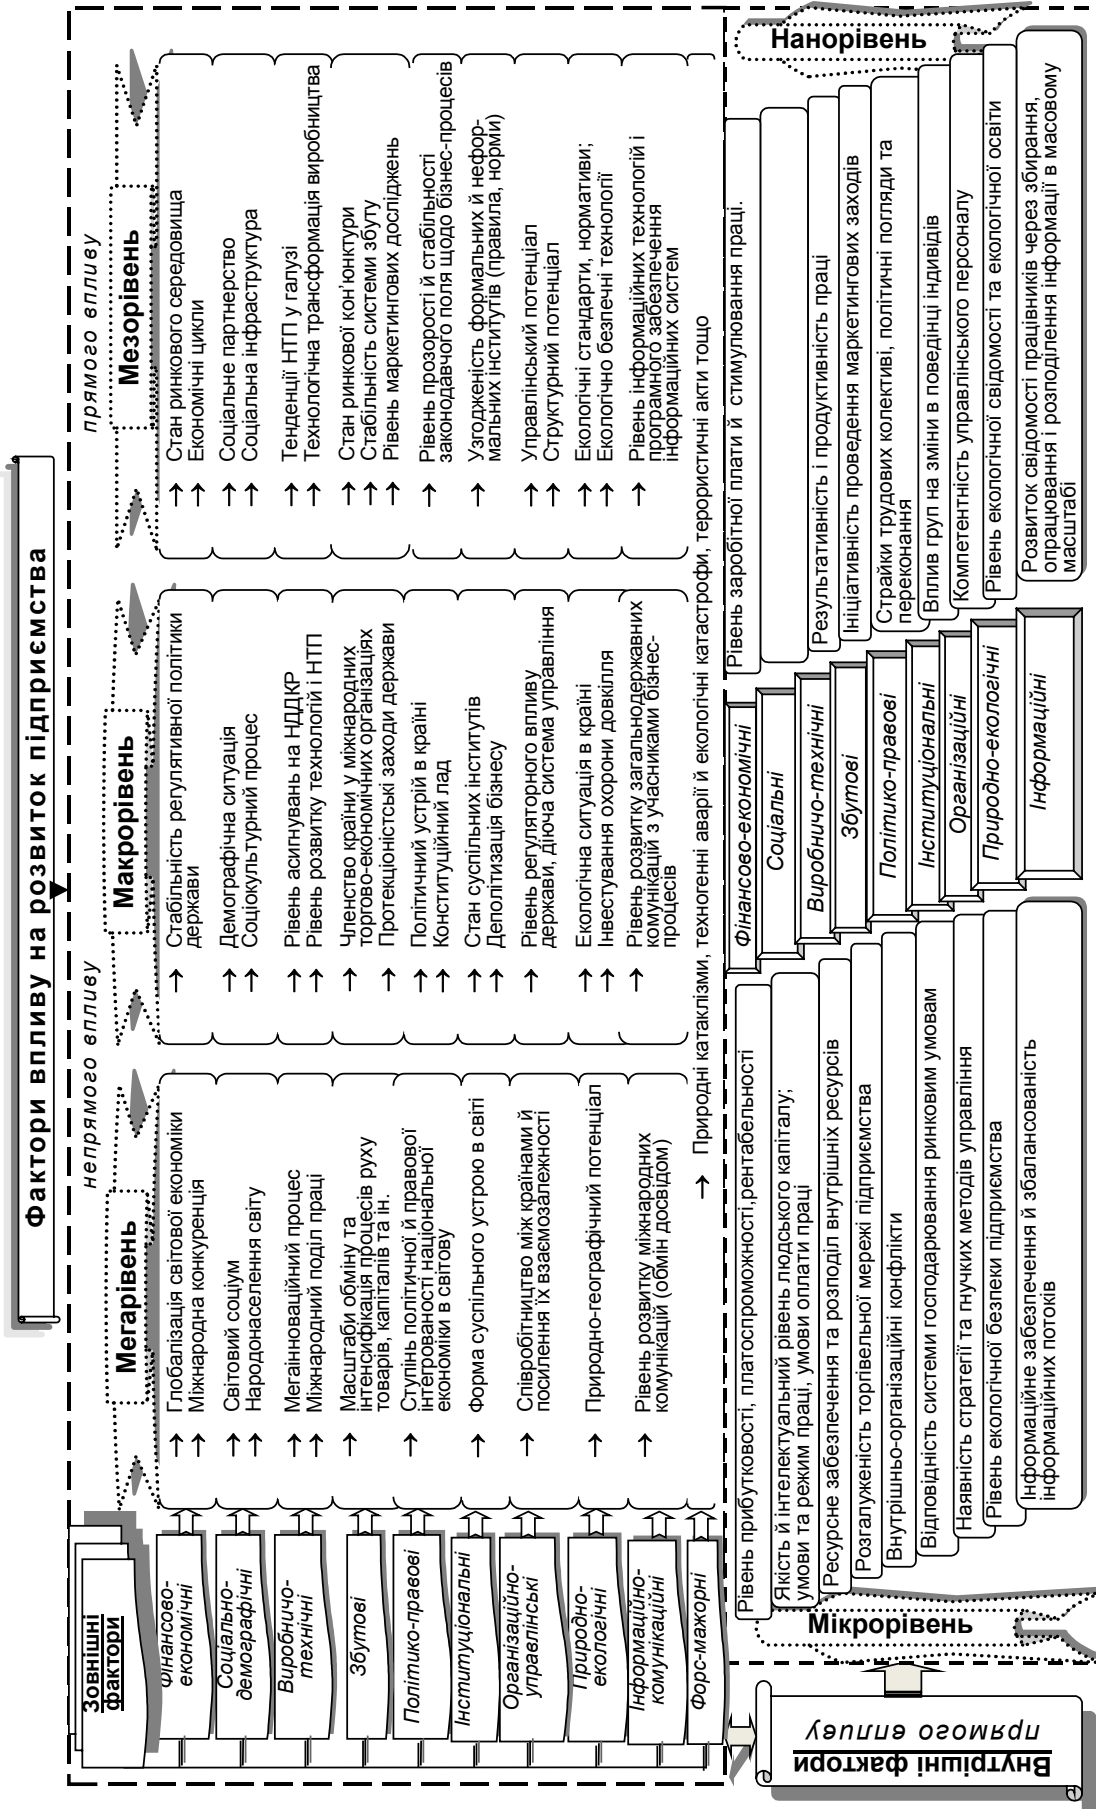 Фактори впливу на розвиток підприємства
непрямого впливу
прямого впливу
Зовнішні
фактори
Мегарівень
Макрорівень
Мезорівень
Фінансово-
економічні
Глобалізація світової економіки
Міжнародна конкуренція
Стабільність регулятивної політики
держави
Стан ринкового середовища
Економічні цикли
Соціально-
демографічні
Світовий соціум
Народонаселення світу
Демографічна ситуація
Соціокультурний процес
Соціальне партнерство
Соціальна інфраструктура
Виробничо-
технічні
Мегаінноваційний процес
Міжнародний поділ праці
Рівень асигнувань на НДДКР
Рівень розвитку технологій і НТП
Тенденції НТП у галузі
Технологічна трансформація виробництва
Збутові
Масштаби обміну та
інтенсифікація процесів руху
товарів, капіталів та ін.
Членство країни у міжнародних
торгово-економічних організаціях
Протекціоністські заходи держави
Стан ринкової кон'юнктури
Стабільність системи збуту
Рівень маркетингових досліджень
Політико-правові
Ступінь політичної й правової
інтегрованості національної
економіки в світову
Політичний устрій в країні
Конституційний лад
Рівень прозорості й стабільності
законодавчого поля щодо бізнес-процесів
Інституціональні
Форма суспільного устрою в світі
Стан суспільних інститутів
Деполітизація бізнесу
Узгодженість формальних й нефор-
мальних інститутів (правила, норми)
Організаційно-
управлінські
Співробітництво між країнами й
посилення їх взаємозалежності
Рівень регуляторного впливу
держави, діюча система управління
Управлінський потенціал
Структурний потенціал
Природно-
екологічні
Природно-географічний потенціал
Екологічна ситуація в країні
Інвестування охорони довкілля
Екологічні стандарти, нормативи;
Екологічно безпечні технології
Інформаційно-
комунікаційні
Рівень розвитку міжнародних
комунікацій (обмін досвідом)
Рівень розвитку загальнодержавних
комунікацій з учасниками бізнес-
процесів
Рівень інформаційних технологій і
програмного забезпечення
інформаційних систем
Форс-мажорні
Природні катаклізми, техногенні аварії й екологічні катастрофи, терористичні акти тощо
Внутрішні фактори
прямого впливу
Мікрорівень
Нанорівень
Рівень прибутковості, платоспроможності,рентабельності
Фінансово-економічні
Рівень заробітної плати й стимулювання праці.
Якість й інтелектуальний рівень людського капіталу;
умови та режим праці, умови оплати праці
Соціальні
Ресурсне забезпечення та розподіл внутрішніх ресурсів
Виробничо-технічні
Результативність і продуктивність праці
Розгалуженість торгівельної мережі підприємства
Збутові
Ініціативність проведення маркетингових заходів
Внутрішньо-організаційні конфлікти
Політико-правові
Страйки трудових колективі, політичні погляди та
переконання
Відповідність системи господарювання ринковим умовам
Інституціональні
Вплив груп на зміни в поведінці індивідів
Наявність стратегії та гнучких методів управління
Організаційні
Компетентність управлінського персоналу
Рівень екологічної безпеки підприємства
Природно-екологічні
Рівень екологічної свідомості та екологічної освіти
Інформаційне забезпечення й збалансованість
інформаційних потоків
Інформаційні
Розвиток свідомості працівників через збирання,
опрацювання і розподілення інформації в масовому
масштабі